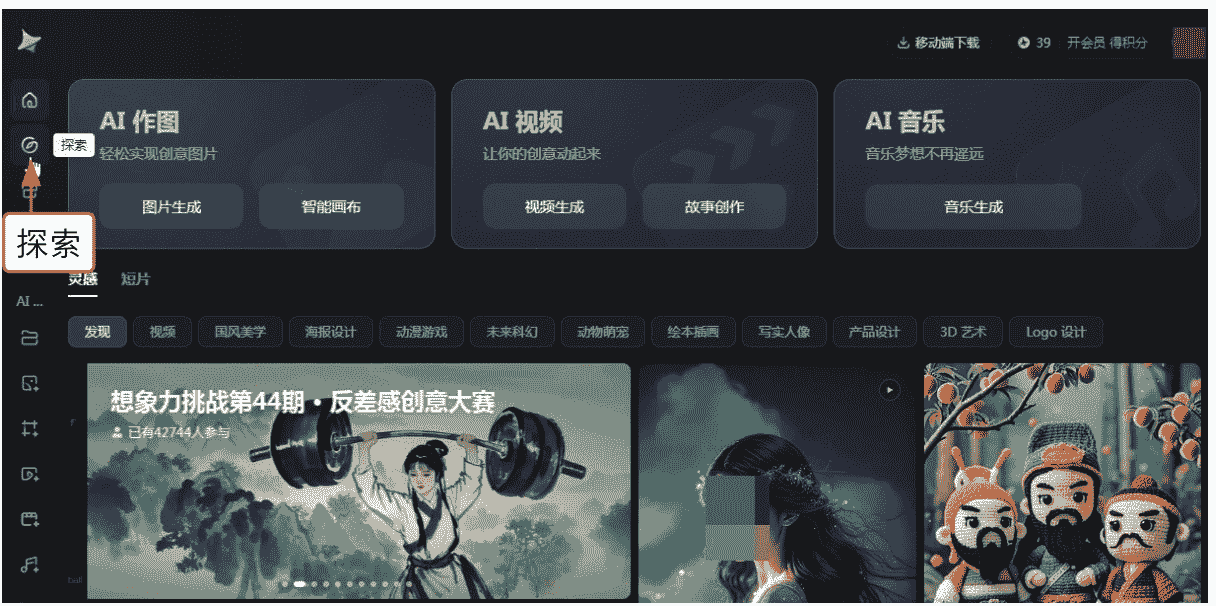 移动端下载 39 开会员 得积分
AI 作图
轻松实现创意图片
图片生成 智能画布
AI 视频
让你的创意动起来
视频生成 故事创作
AI 音乐
音乐梦想不再遥远
音乐生成
探索
探索
灵感 短片
AI ...
发现 视频 国风美学 海报设计 动漫游戏 未来科幻 动物萌宠 绘本插画 写实人像 产品设计 3D 艺术 Logo 设计
想象力挑战第44期·反差感创意大赛
已有42744人参与